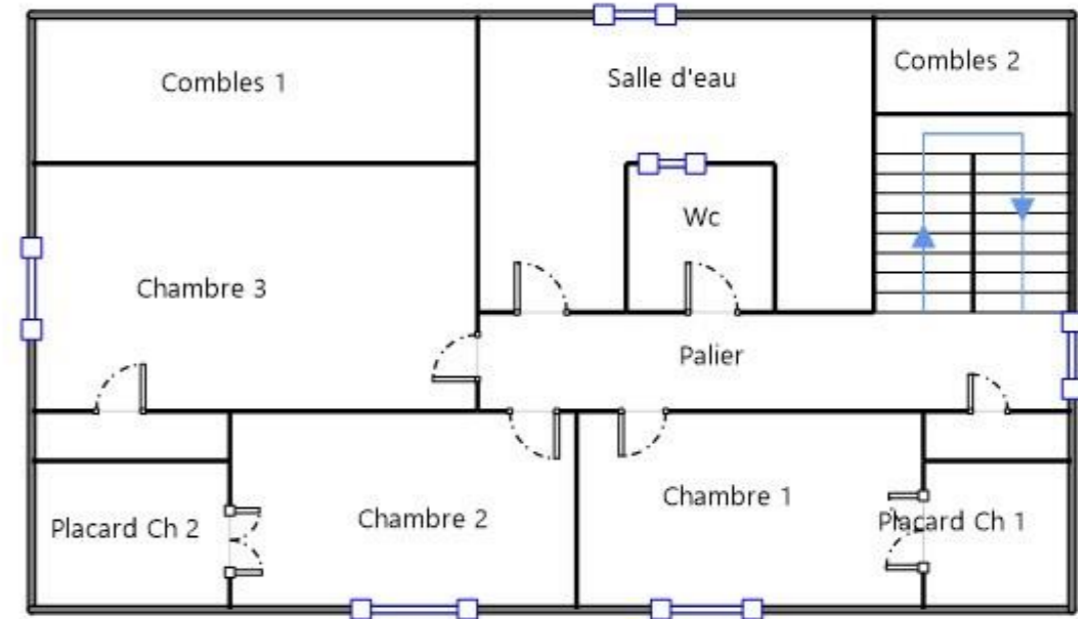 Combles 1
Salle d'eau
Combles 2
Wc
Chambre 3
Palier
Placard Ch 2
Chambre 2
Chambre 1
Placard Ch 1